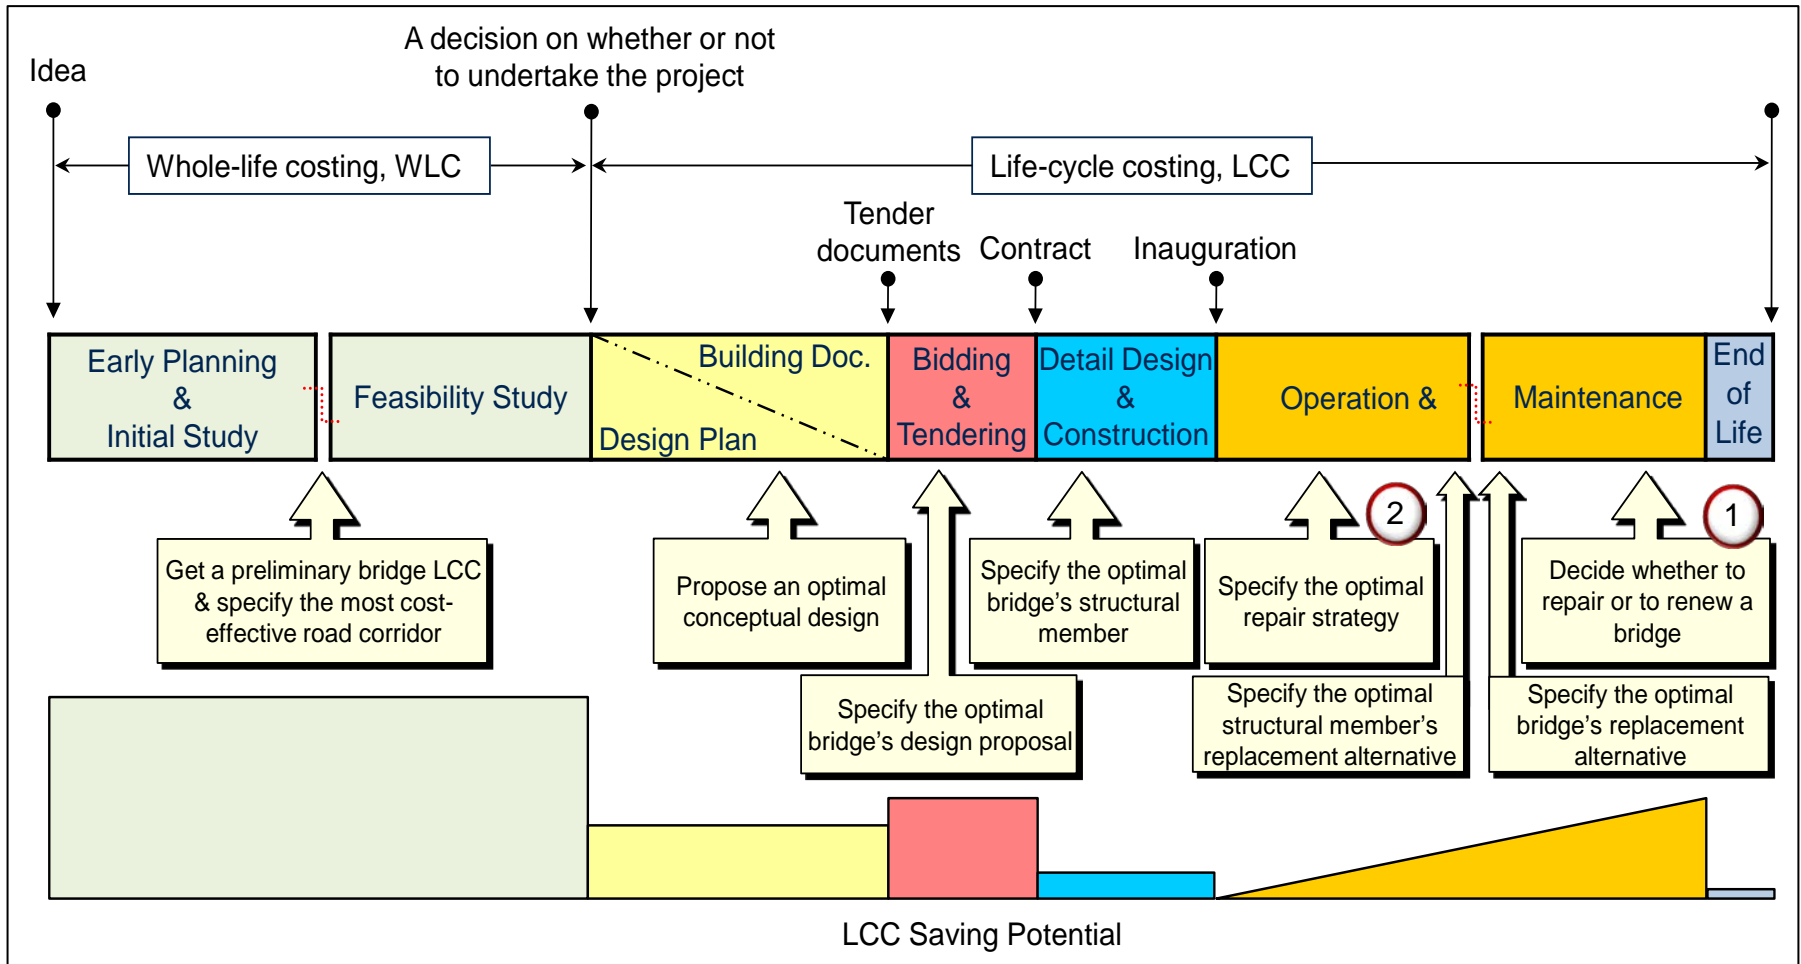 Idea
A decision on whether or not
to undertake the project
Whole-life costing, WLC
Life-cycle costing, LCC
Tender
documents
Contract
Inauguration
Early Planning
&
Initial Study
Feasibility Study
Building Doc.
Design Plan
Bidding
&
Tendering
Detail Design
&
Construction
Operation &
Maintenance
End
of
Life
Get a preliminary bridge LCC
& specify the most cost-
effective road corridor
Propose an optimal
conceptual design
Specify the optimal
bridge's design proposal
Specify the optimal
bridge's structural
member
2
Specify the optimal
repair strategy
Specify the optimal
structural member's
replacement alternative
Specify the optimal
bridge's replacement
alternative
1
Decide whether to
repair or to renew a
bridge
LCC Saving Potential